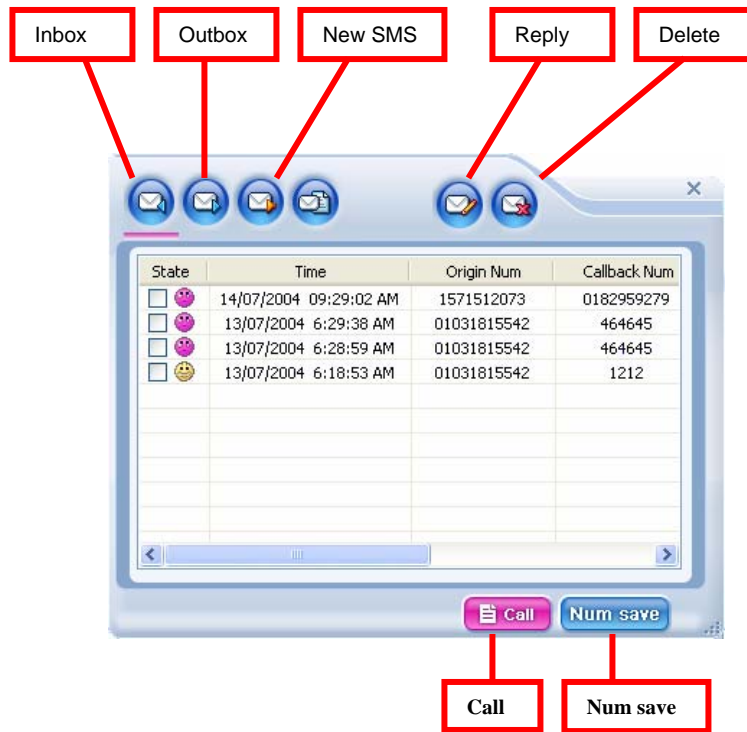 Inbox Outbox New SMS Reply Delete
State Time Origin Num Callback Num
14/07/2004 09:29:02 AM 1571512073 0182959279
13/07/2004 6:29:38 AM 01031815542 464645
13/07/2004 6:28:59 AM 01031815542 464645
13/07/2004 6:18:53 AM 01031815542 1212
Call Num save
Call Num save